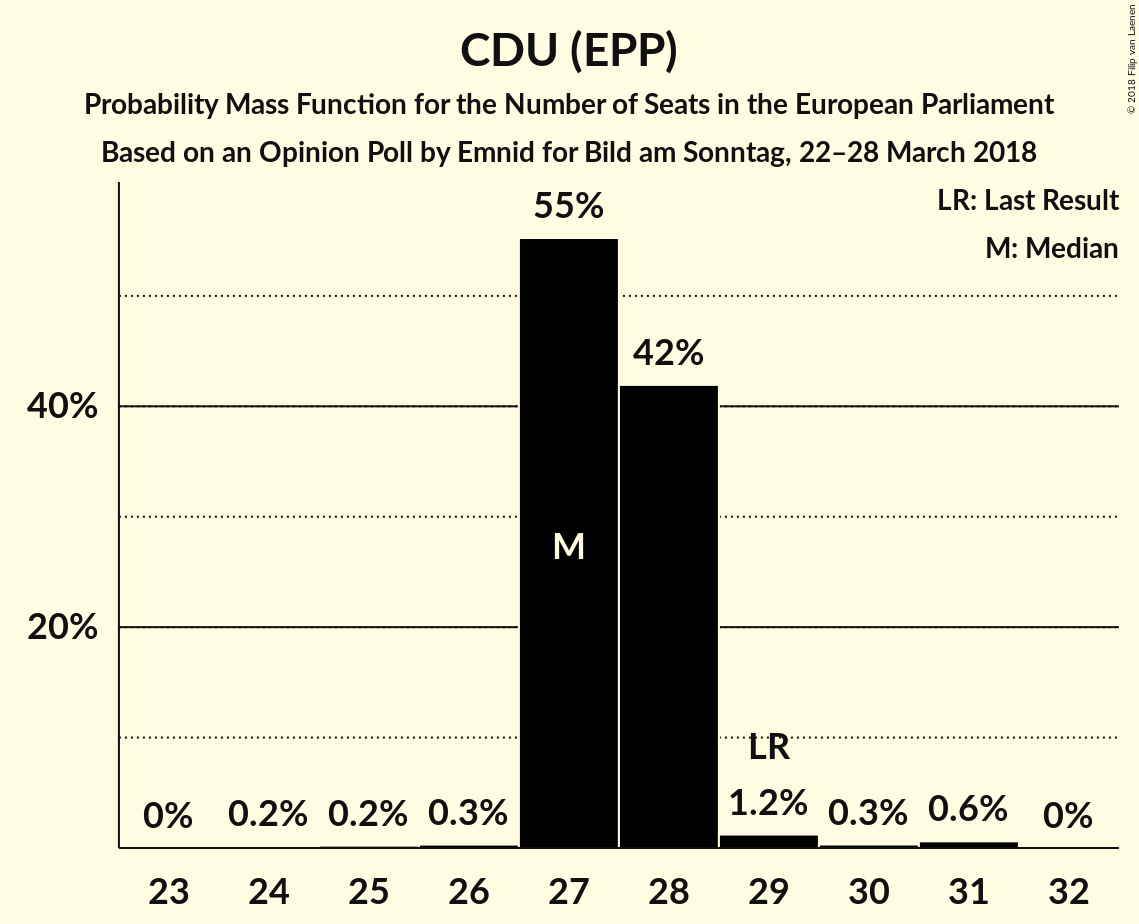 CDU (EPP)
Probability Mass Function for the Number of Seats in the European Parliament
Based on an Opinion Poll by Emnid for Bild am Sonntag, 22–28 March 2018
© 2018 Filip van Laenen
LR: Last Result
M: Median
55%
42%
40%
M
20%
LR
0% 0.2% 0.2% 0.3% 1.2% 0.3% 0.6% 0%
23 24 25 26 27 28 29 30 31 32